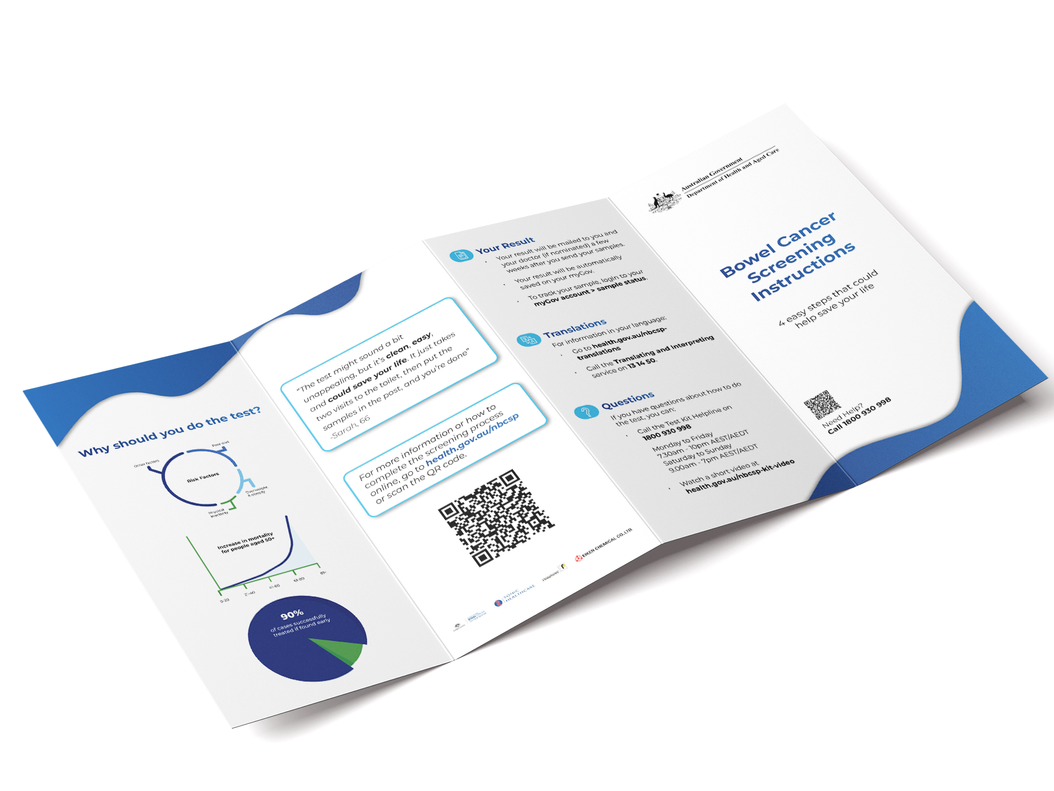 Why should you do the test?
Risk Factors
Increase in mortality
for people aged 50+
90%
of cases successfully
treated if found early
"The test might sound a bit
unappealing, but it's clean, easy,
and could save your life. It just takes
two visits to the toilet, then put the
samples in the post, and you're done"
-Sarah, 66
For more information or how to
complete the screening process
online, go to health.gov.au/nbcsp
or scan the QR code.
EIKEN CHEMICAL CO.,LTD
Your Result
Your result will be mailed to you and
your doctor (if nominated) a few
weeks after you send your samples.
Your result will be automatically
saved on your myGov.
To track your sample, login to your
myGov account > sample status.
Translations
For information in your language:
Go to health.gov.au/nbcsp-
translations
Call the Translating and interpreting
service on 13 14 50.
Questions
If you have questions about how to do
the test, you can:
Call the Test Kit Helpline on
1800 930 998
Monday to Friday
7.30am - 10pm AEST/AEDT
Saturday to Sunday
9.00am - 7pm AEST/AEDT
Watch a short video at
health.gov.au/nbcsp-kit-video
Australian Government
Department of Health and Aged Care
Bowel Cancer
Screening
Instructions
4 easy steps that could
help save your life
Need Help?
Call 1800 930 998